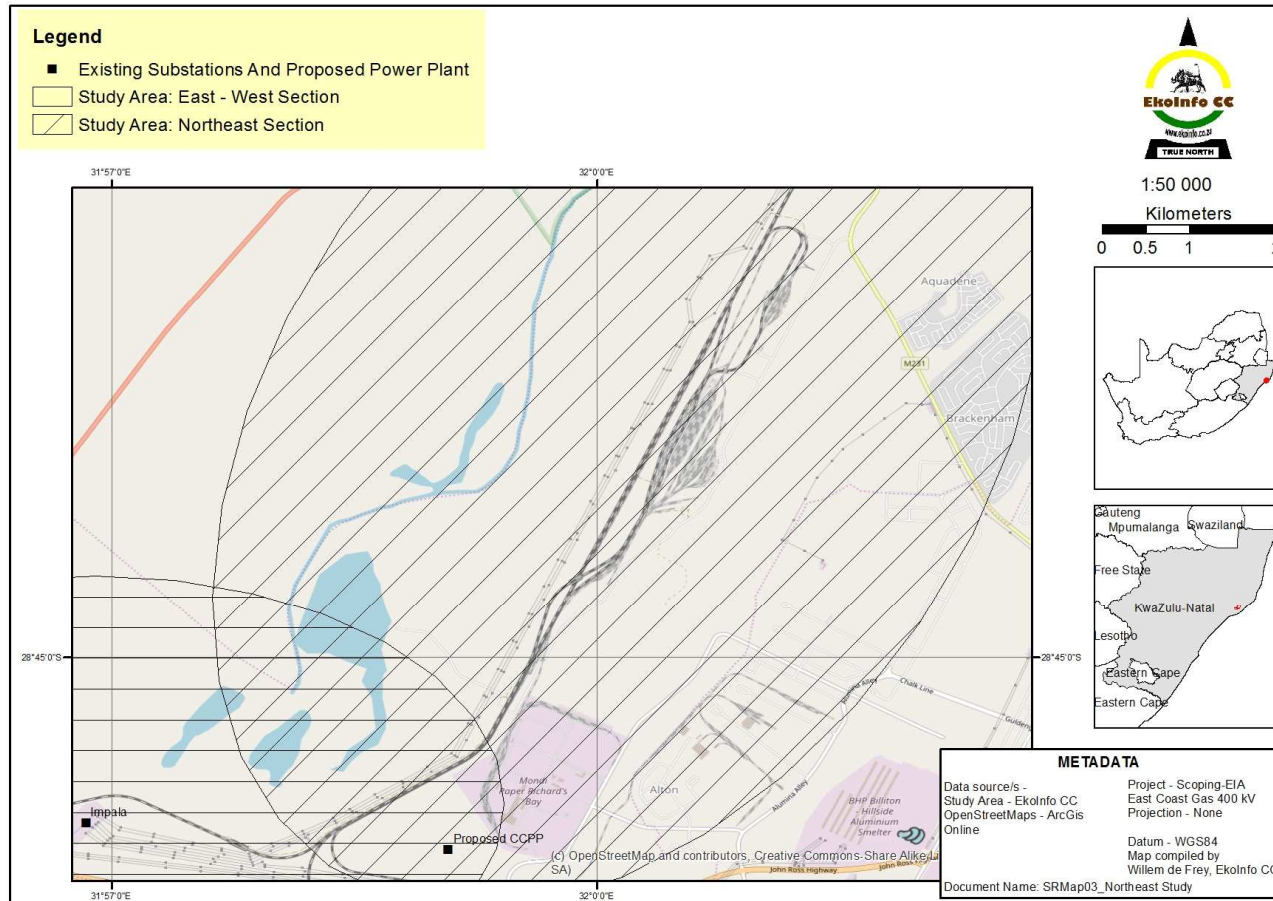 Legend
Existing Substations And Proposed Power Plant
Study Area: East - West Section
Study Area: Northeast Section
EkoInfo CC
www.ekoinfo.co.za
TRUE NORTH
1:50 000
Kilometers
0 0.5 1
31°57'0"E
32°0'0"E
28°45'0"S
28°45'0"S
31°57'0"E
32°0'0"E
Aquadene
M231
Brackenham
Chalk Line
Alumina Alley
Mondi
Paper Richard's
Bay
Alton
Alumina Alley
BHP Billiton
- Hillside
Aluminium
Smelter
Impala
Proposed CCPP
(c) OpenStreetMap and contributors, Creative Commons-Share Alike
SA)
John Ross Highway
John Ross
Gauteng
Mpumalanga
Swaziland
Free State
KwaZulu-Natal
Lesotho
Eastern Cape
Eastern Cape
METADATA
Data source/s -
Study Area - EkoInfo CC
OpenStreetMaps - ArcGis
Online
Project - Scoping-EIA
East Coast Gas 400 kV
Projection - None
Datum - WGS84
Map compiled by
Willem de Frey, EkoInfo CC
Document Name: SRMap03_Northeast Study